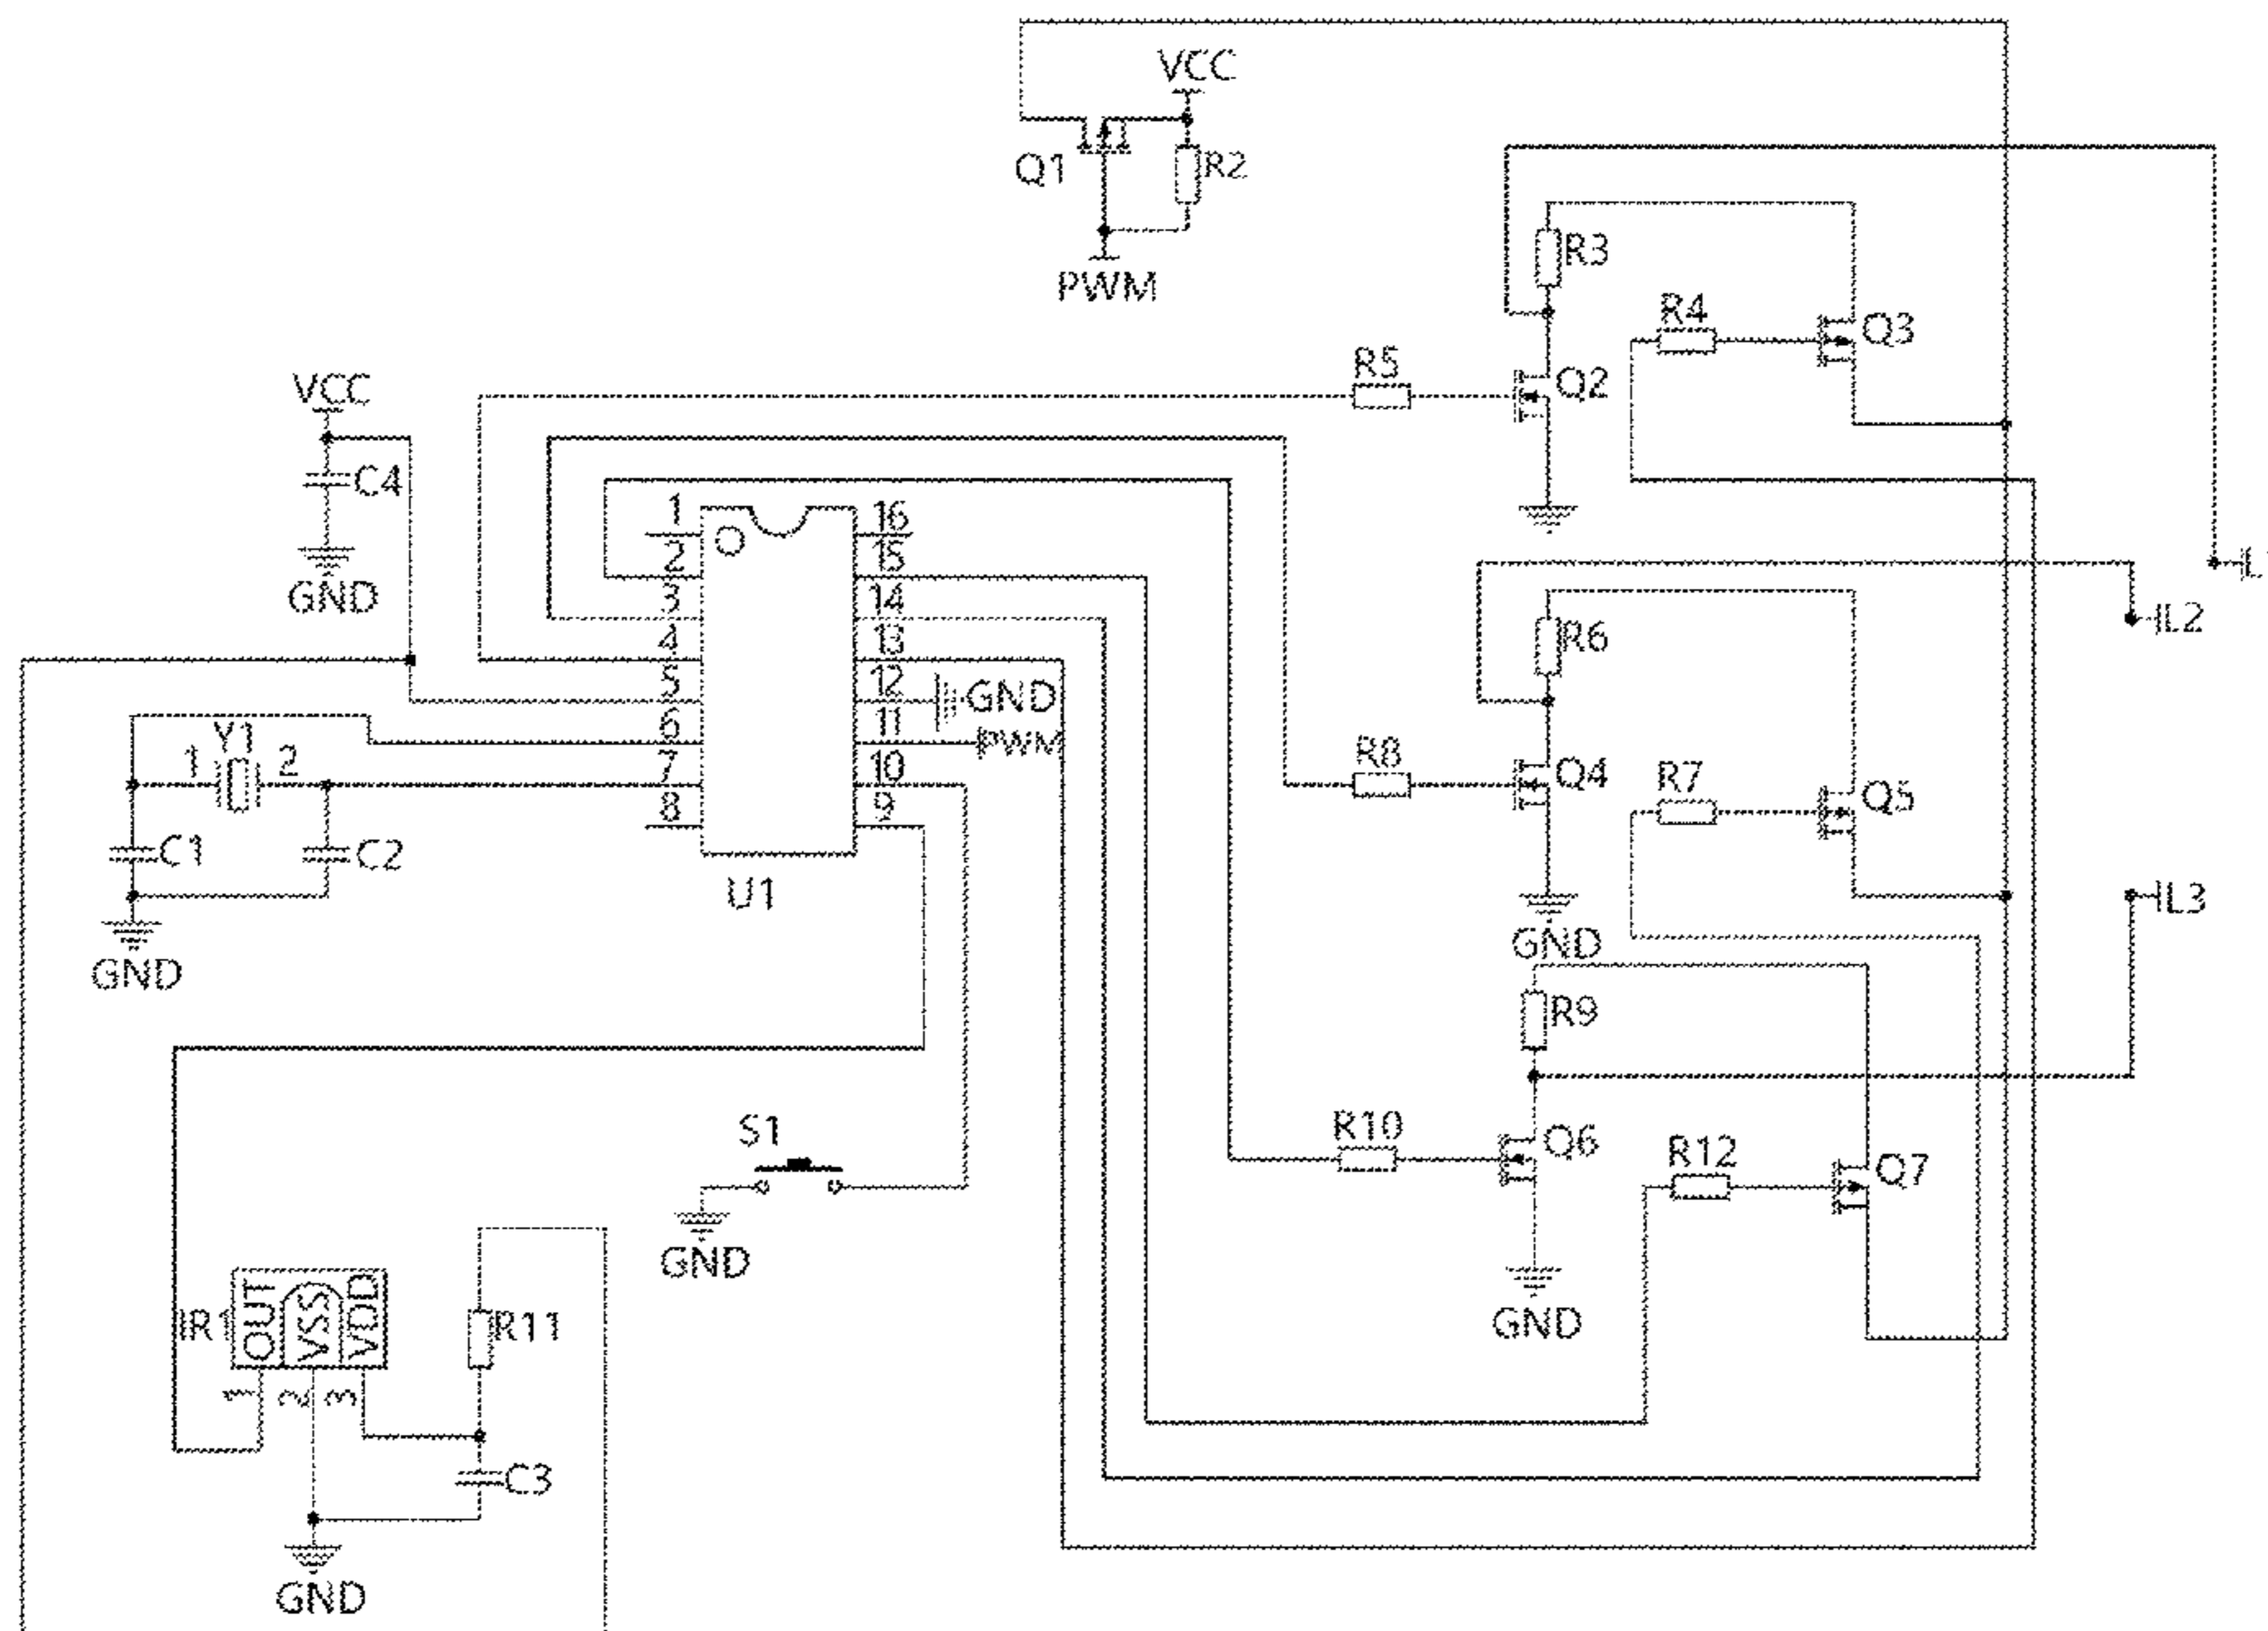 VCC
Q1
R2
PWM
R3
R4
Q3
R5
Q2
VCC
C4
GND
1
16
2
15
3
14
4
13
5
12
GND
6
11
PWM
7
10
8
9
U1
Y1
1
2
C1
C2
GND
L2
R6
R8
Q4
R7
Q5
GND
L3
R9
R10
Q6
R12
Q7
GND
S1
GND
IR1
OUT
VSS
VDD
1
2
3
R11
C3
GND